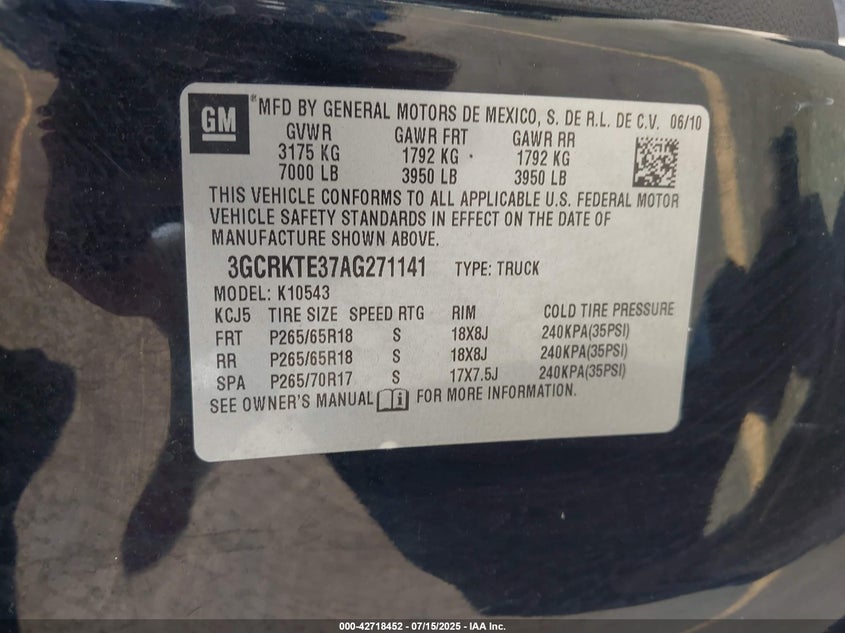 GM
*MFD BY GENERAL MOTORS DE MEXICO, S. DE R.L. DE C.V. 06/10
GVWR GAWR FRT GAWR RR
3175 KG 1792 KG 1792 KG
7000 LB 3950 LB 3950 LB
THIS VEHICLE CONFORMS TO ALL APPLICABLE U.S. FEDERAL MOTOR
VEHICLE SAFETY STANDARDS IN EFFECT ON THE DATE OF
MANUFACTURE SHOWN ABOVE.
3GCRKTE37AG271141 TYPE: TRUCK
MODEL: K10543
KCJ5 TIRE SIZE SPEED RTG RIM COLD TIRE PRESSURE
FRT P265/65R18 S 18X8J 240KPA(35PSI)
RR P265/65R18 S 18X8J 240KPA(35PSI)
SPA P265/70R17 S 17X7.5J 240KPA(35PSI)
SEE OWNER'S MANUAL i FOR MORE INFORMATION.
000-42718452 - 07/15/2025 - IAA Inc.